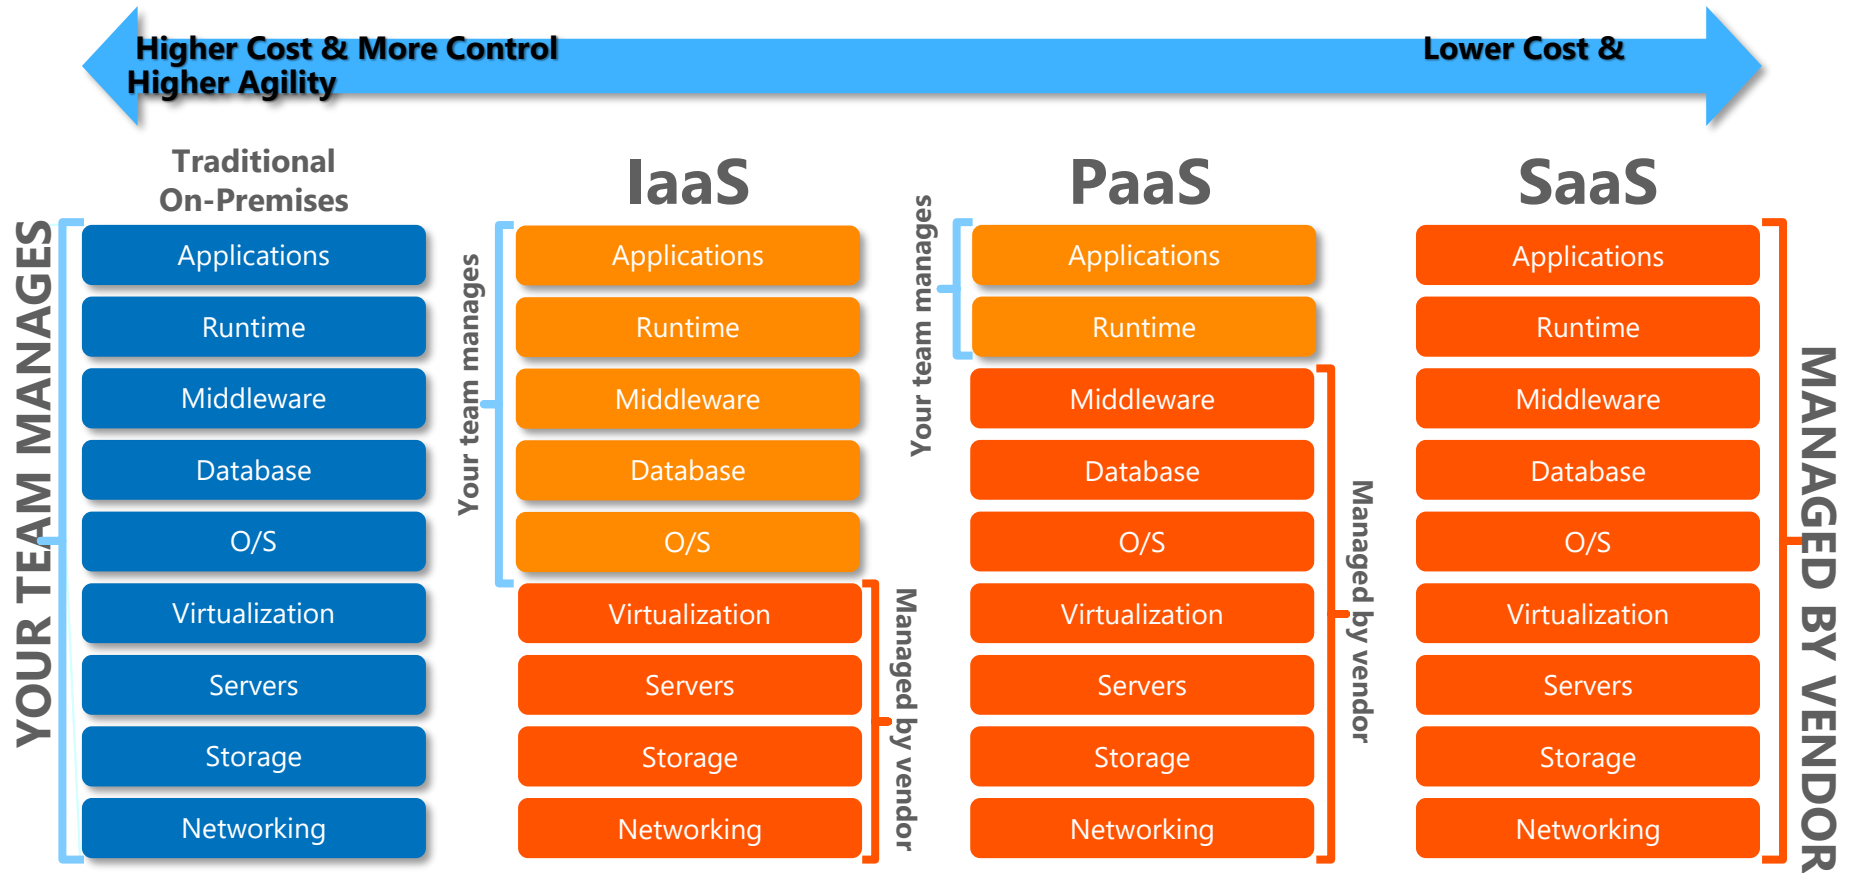 Higher Cost & More Control Lower Cost &
Higher Agility
Traditional
On-Premises
IaaS
PaaS
SaaS
YOUR TEAM MANAGES
Applications
Runtime
Middleware
Database
O/S
Virtualization
Servers
Storage
Networking
Your team manages
Applications
Runtime
Middleware
Database
O/S
Virtualization
Servers
Storage
Networking
Managed by vendor
Your team manages
Applications
Runtime
Middleware
Database
O/S
Virtualization
Servers
Storage
Networking
Managed by vendor
Applications
Runtime
Middleware
Database
O/S
Virtualization
Servers
Storage
Networking
MANAGED BY VENDOR